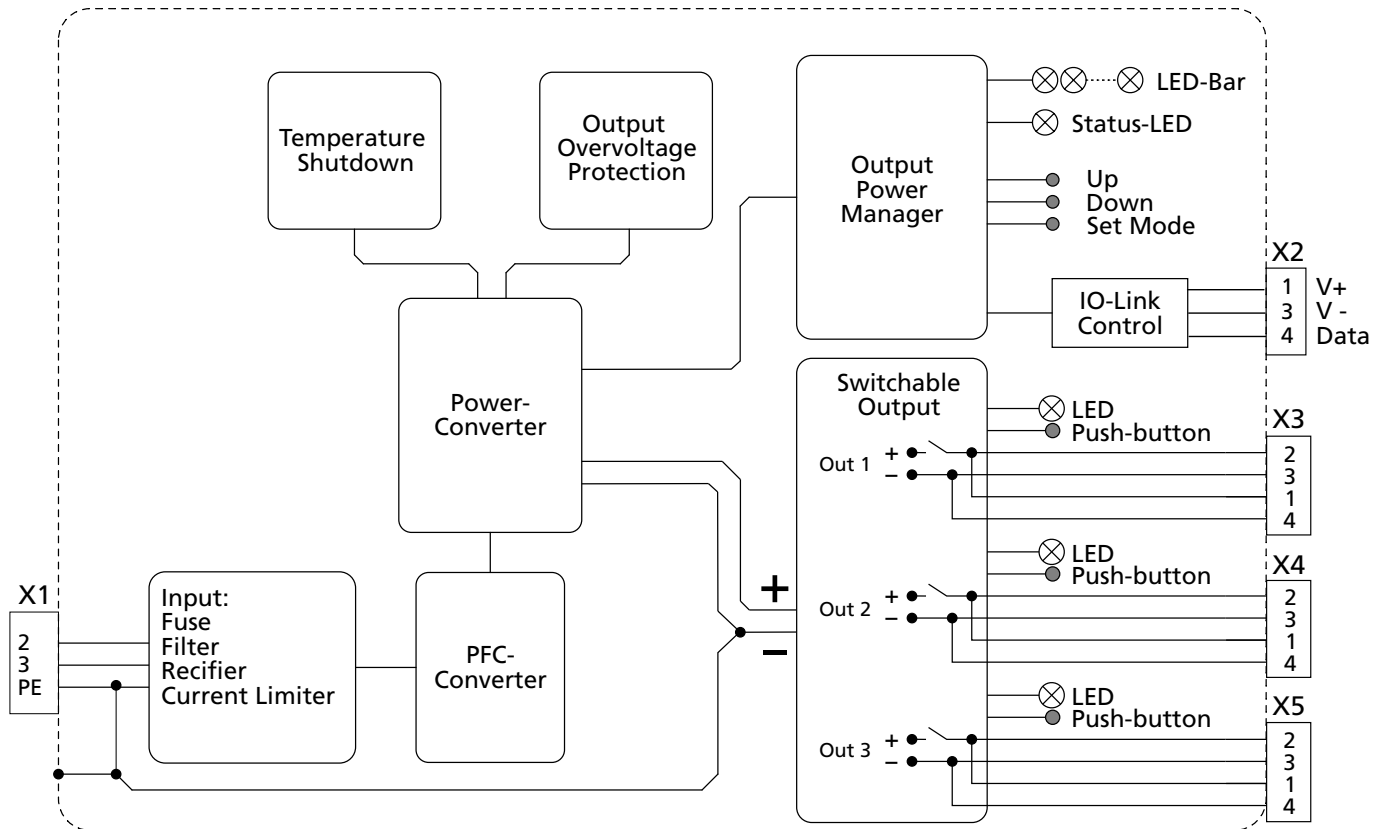 Temperature
Shutdown
Output
Overvoltage
Protection
Output
Power
Manager
LED-Bar
Status-LED
Up
Down
Set Mode
IO-Link
Control
X2
1
3
4
V+
V -
Data
Power-
Converter
Switchable
Output
LED
Push-button
Out 1
+
–
X3
2
3
1
4
LED
Push-button
Out 2
+
–
X4
2
3
1
4
LED
Push-button
Out 3
+
–
X5
2
3
1
4
+
–
X1
2
3
PE
Input:
Fuse
Filter
Recifier
Current Limiter
PFC-
Converter